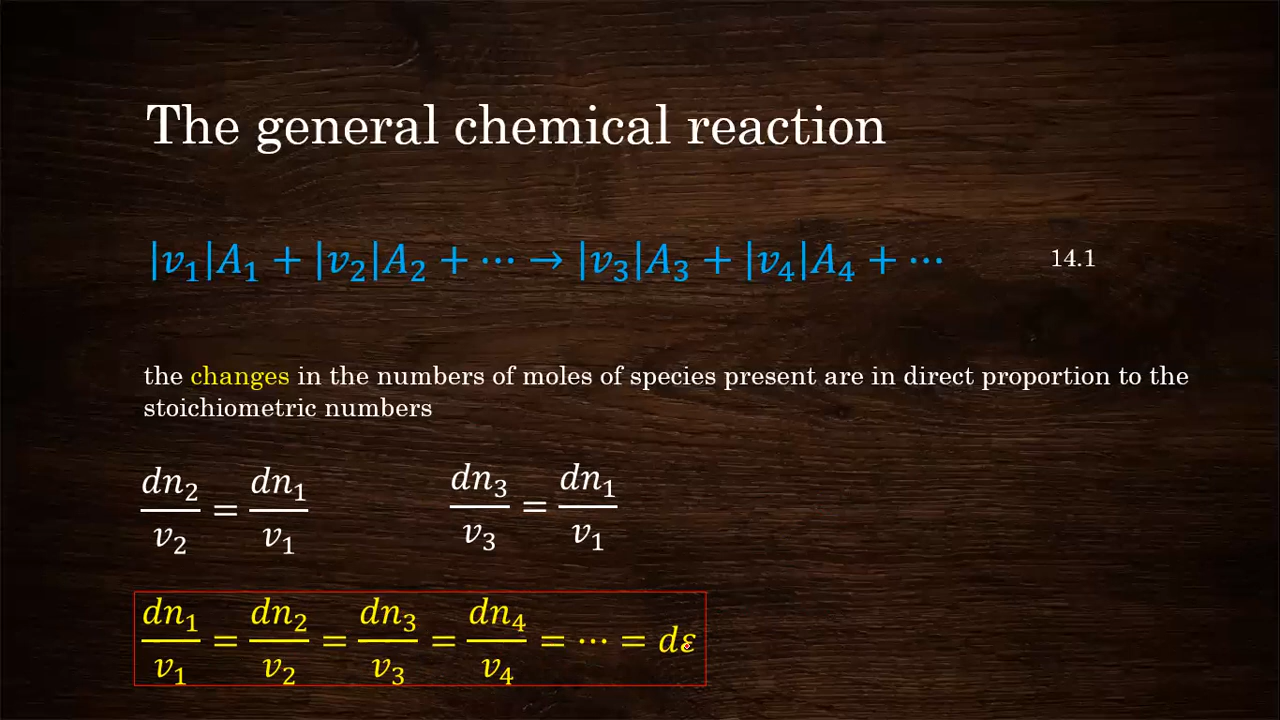 The general chemical reaction
|v₁|A₁ + |v₂|A₂ + ⋯ → |v₃|A₃ + |v₄|A₄ + ⋯ 14.1
the changes in the numbers of moles of species present are in direct proportion to the
stoichiometric numbers
dn₂/v₂ = dn₁/v₁ dn₃/v₃ = dn₁/v₁
dn₁/v₁ = dn₂/v₂ = dn₃/v₃ = dn₄/v₄ = ⋯ = dε